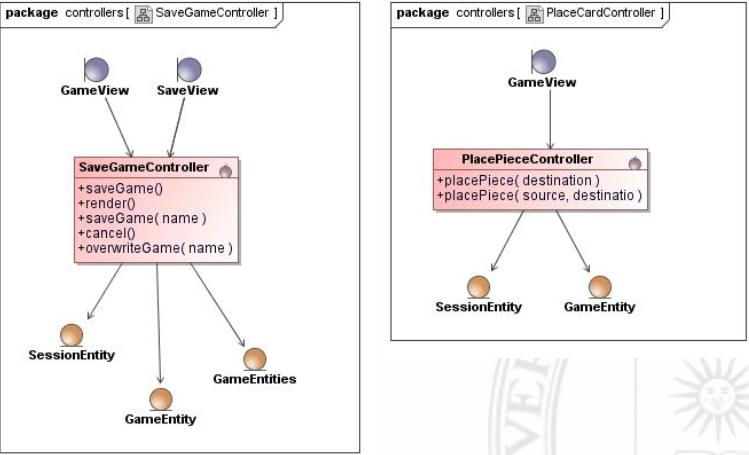 package controllers [ SaveGameController ]
GameView
SaveView
SaveGameController
+saveGame()
+render()
+saveGame( name )
+cancel()
+overwriteGame( name )
SessionEntity
GameEntities
GameEntity
package controllers [ PlaceCardController ]
GameView
PlacePieceController
+placePiece( destination )
+placePiece( source, destinatio )
SessionEntity
GameEntity
VER